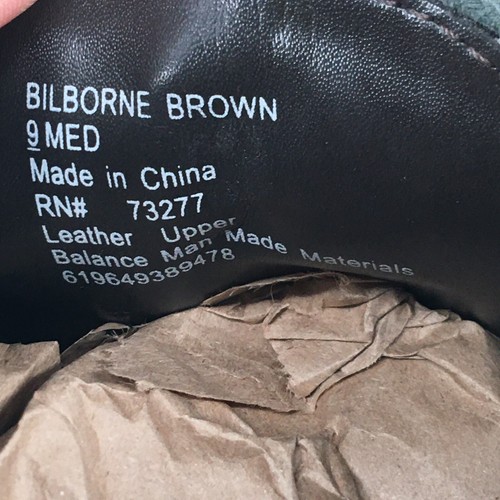 BILBORNE BROWN
9 MED
Made in China
RN# 73277
Leather Upper
Balance Man Made Materials
619649389478